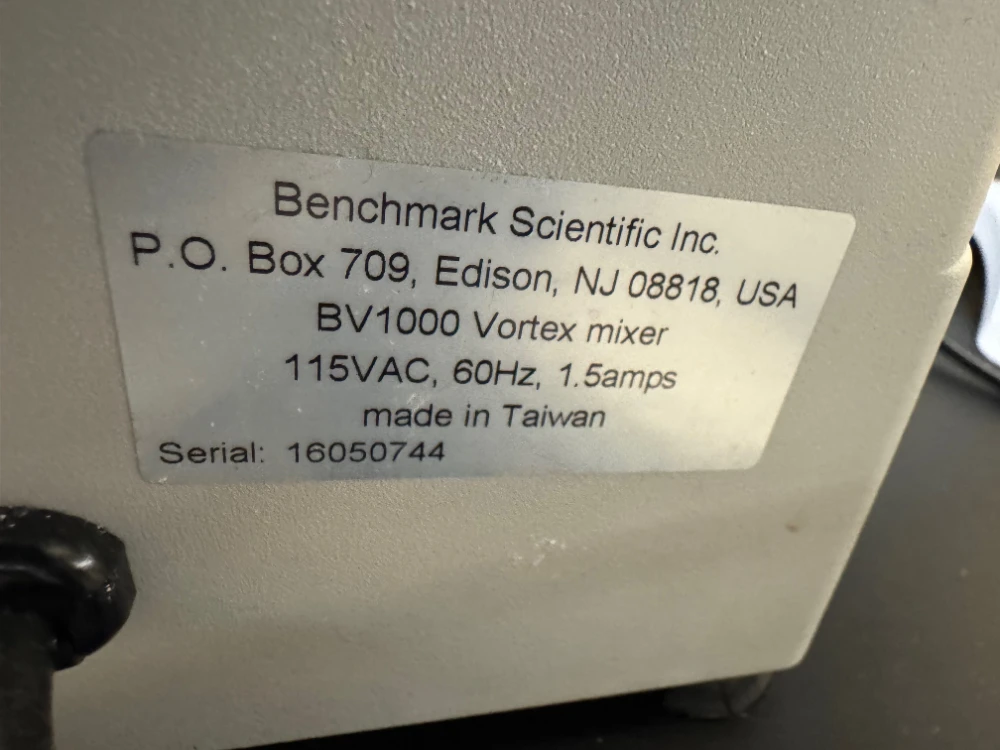 Benchmark Scientific Inc.
P.O. Box 709, Edison, NJ 08818, USA
BV1000 Vortex mixer
115VAC, 60Hz, 1.5amps
made in Taiwan
Serial: 16050744